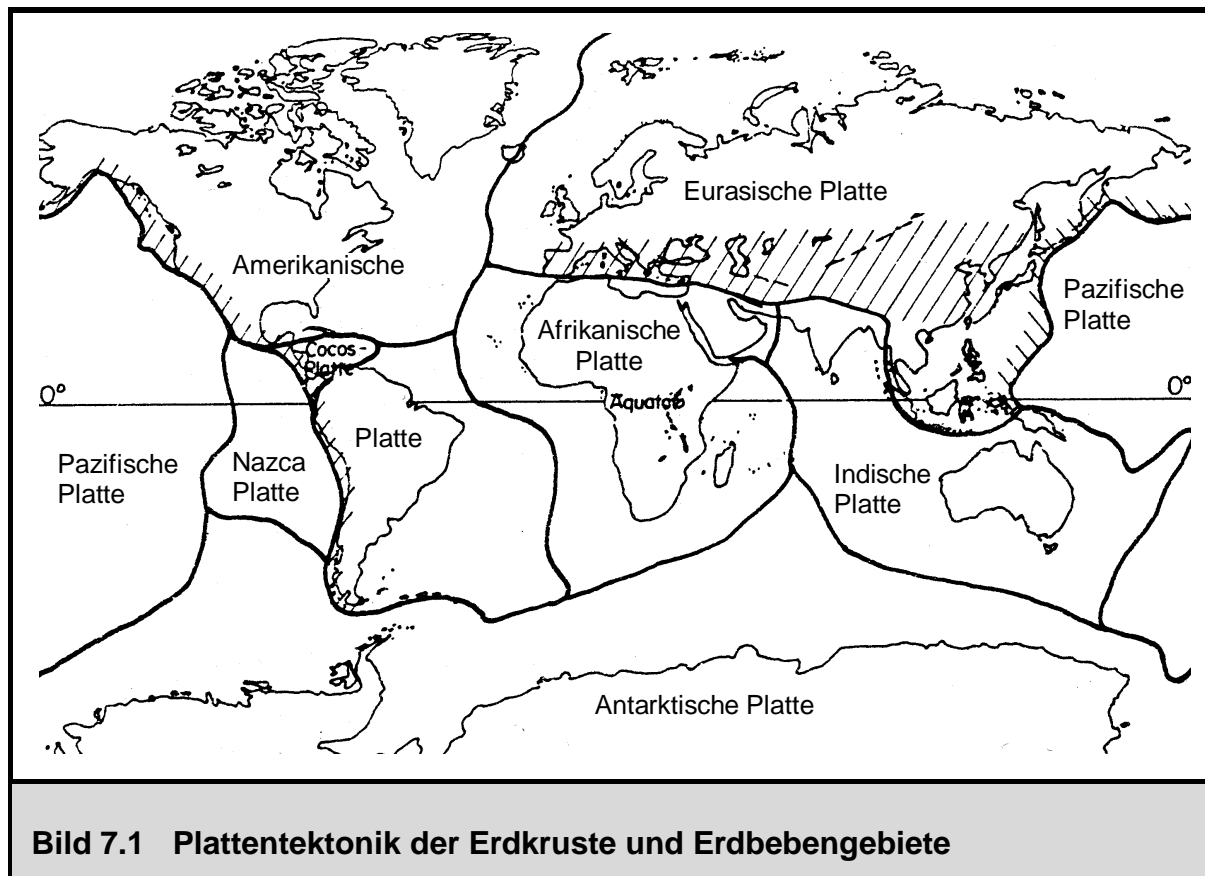 Eurasische Platte
Amerikanische
Pazifische
Platte
Afrikanische
Platte
Cocos-
Platte
0°
0°
Äquator
Platte
Pazifische
Platte
Nazca
Platte
Indische
Platte
Antarktische Platte
Bild 7.1 Plattentektonik der Erdkruste und Erdbebengebiete